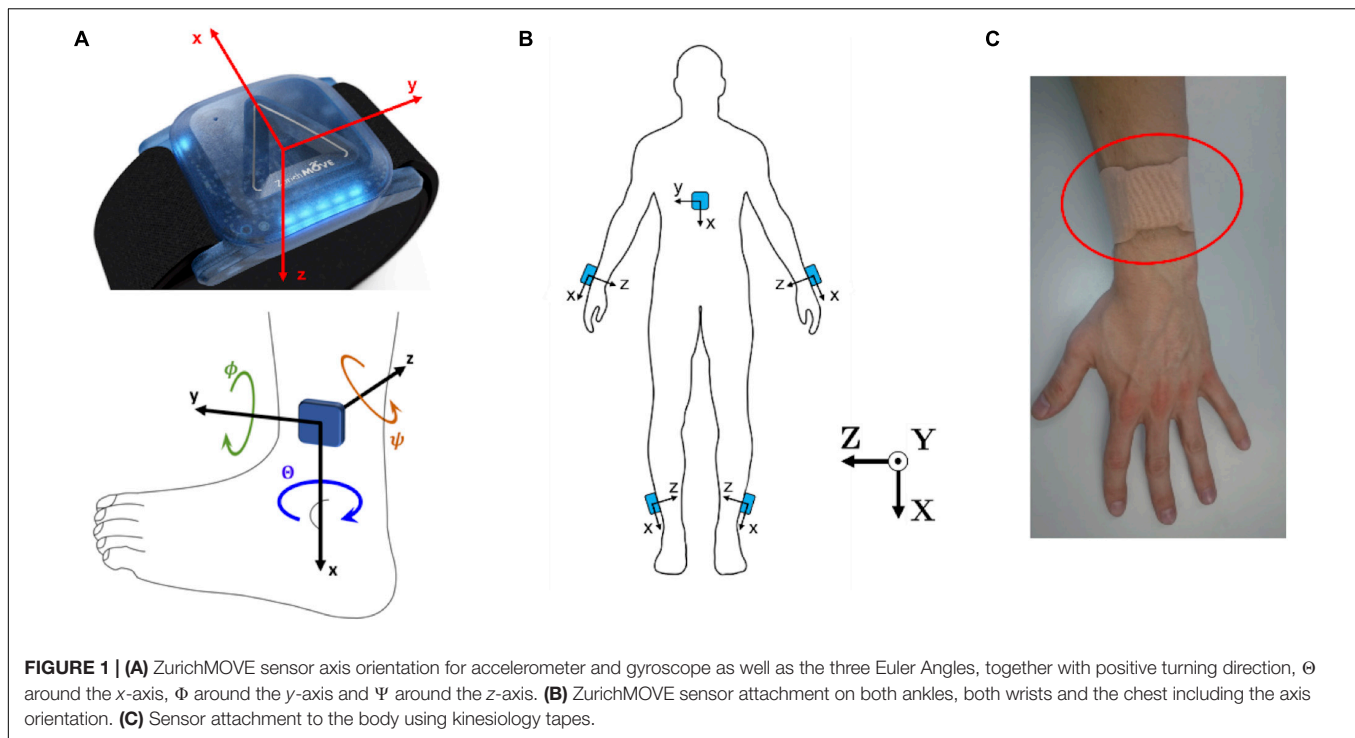 A
x
y
z
Zurich MOVE
B
C
y
x
x
z
z
x
z
x
z
x
Z
Y
X
ϕ
z
y
ψ
Θ
x
FIGURE 1 | (A) ZurichMOVE sensor axis orientation for accelerometer and gyroscope as well as the three Euler Angles, together with positive turning direction, Θ
around the x-axis, Φ around the y-axis and Ψ around the z-axis. (B) ZurichMOVE sensor attachment on both ankles, both wrists and the chest including the axis
orientation. (C) Sensor attachment to the body using kinesiology tapes.